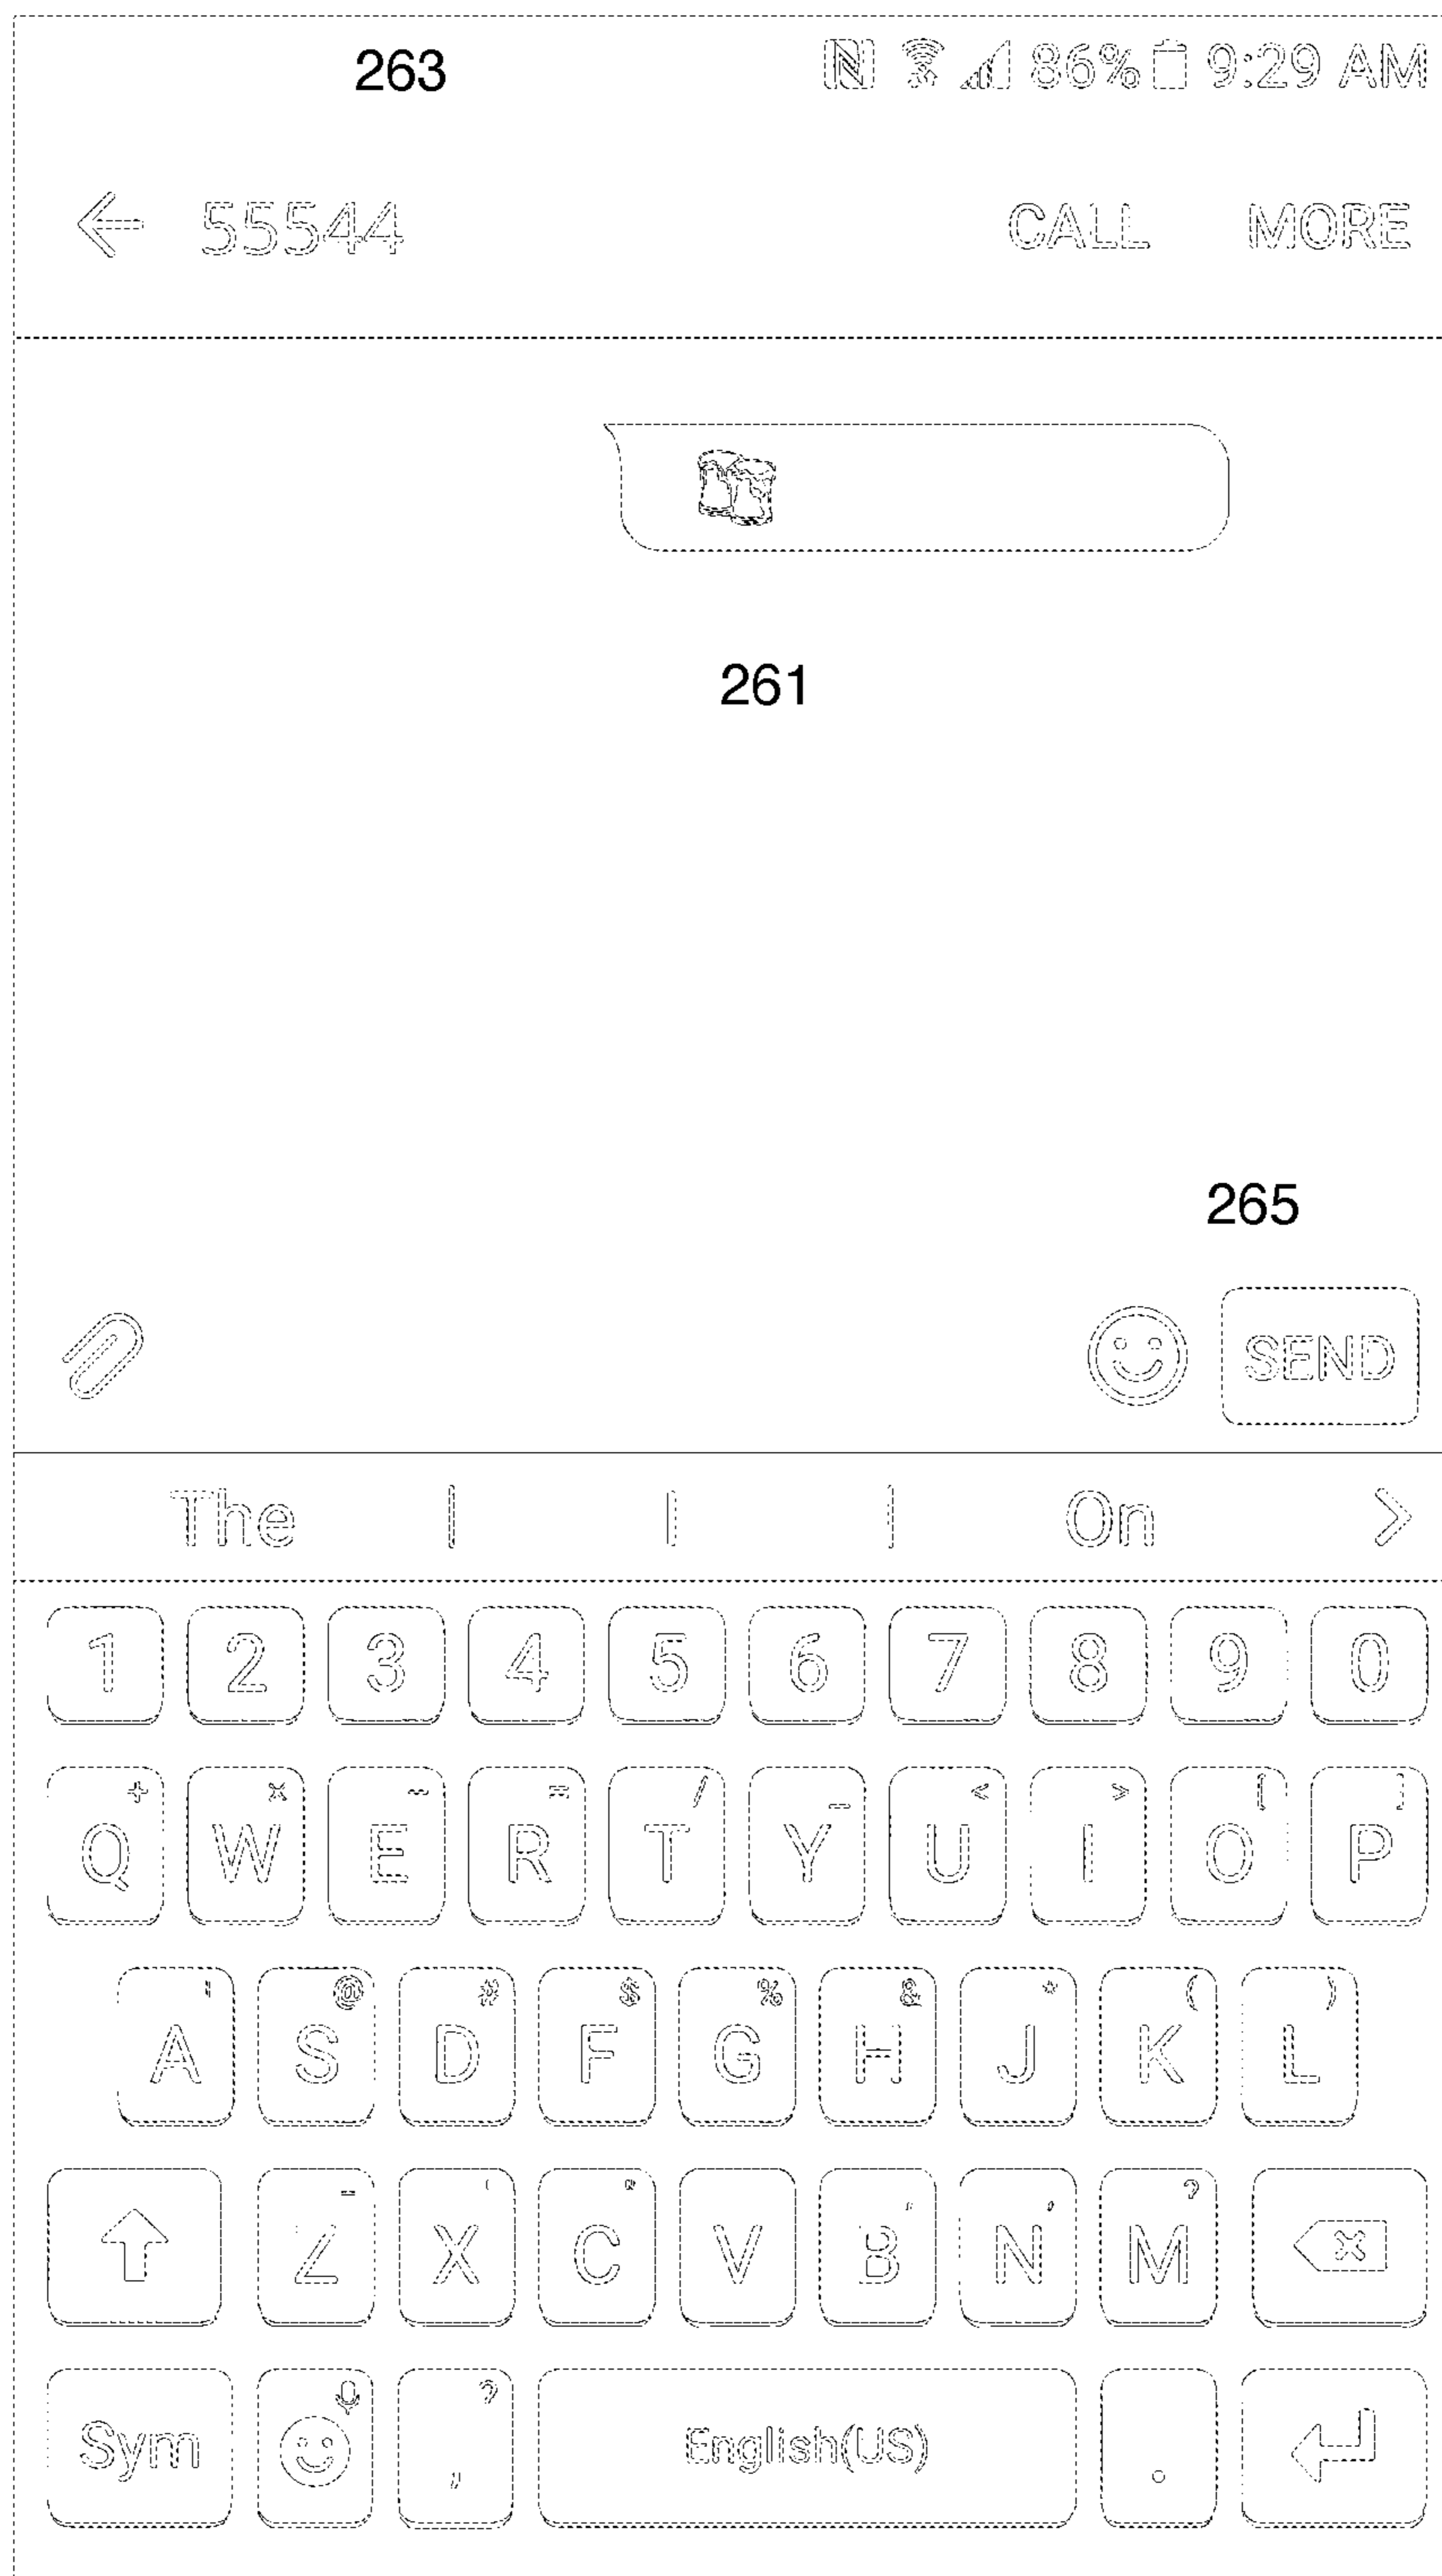 263 86% 9:29 AM
55544 CALL MORE
261
265
SEND
The | I | On >
1 2 3 4 5 6 7 8 9 0
+ × - = / _ < > [ ]
Q W E R T Y U I O P
@ # $ % & * ( )
A S D F G H J K L
- ?
Z X C V B N M
?
Sym , English(US) .